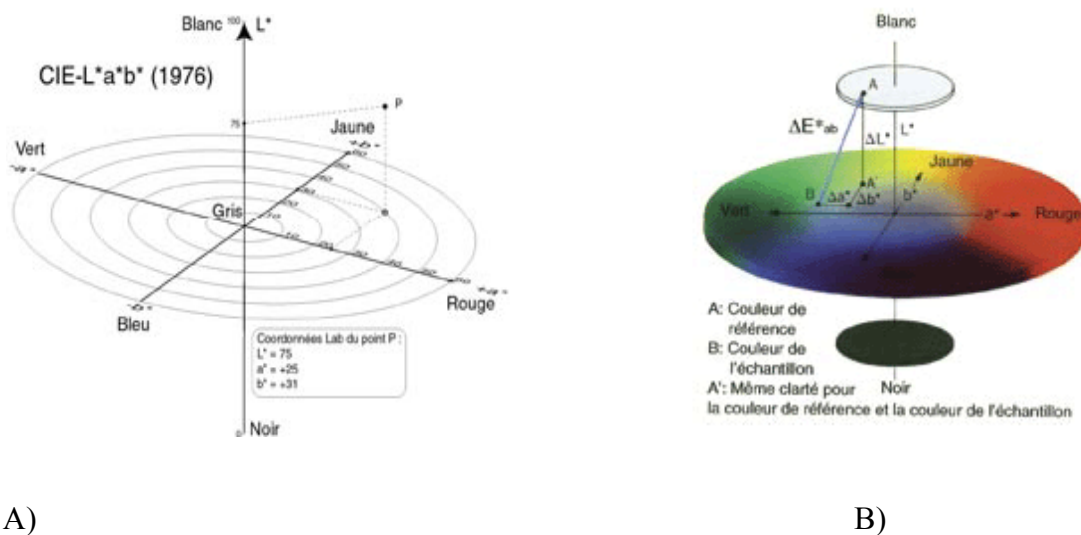 Blanc 100 L*
CIE-L*a*b* (1976)
P
75
Jaune
+b*
Vert
-a*
Gris
Rouge
+a*
-b*
Bleu
Coordonnées Lab du point P :
L* = 75
a* = +25
b* = +31
0 Noir
Blanc
A
ΔE*ab
ΔL*
L*
Jaune
B
A'
Δa*
Δb*
b*
Vert
a*
Rouge
A: Couleur de
référence
B: Couleur de
l'échantillon
Noir
A': Même clarté pour
la couleur de référence et la couleur de l'échantillon
A)
B)